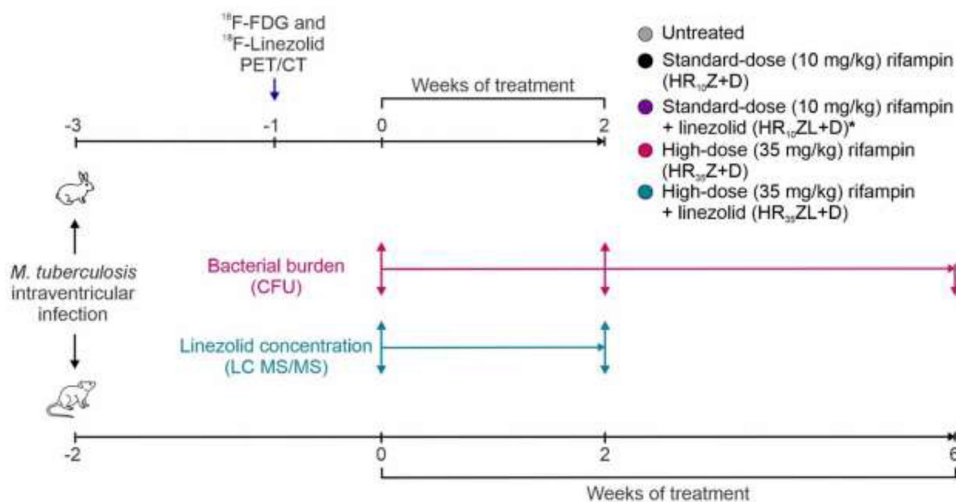 ¹⁸F-FDG and
¹⁸F-Linezolid
PET/CT
Weeks of treatment
-3
-1
0
2
Untreated
Standard-dose (10 mg/kg) rifampin
(HR₁₀Z+D)
Standard-dose (10 mg/kg) rifampin
+ linezolid (HR₁₀ZL+D)*
High-dose (35 mg/kg) rifampin
(HR₃₅Z+D)
High-dose (35 mg/kg) rifampin
+ linezolid (HR₃₅ZL+D)
M. tuberculosis
intraventricular
infection
Bacterial burden
(CFU)
Linezolid concentration
(LC MS/MS)
-2
0
2
6
Weeks of treatment